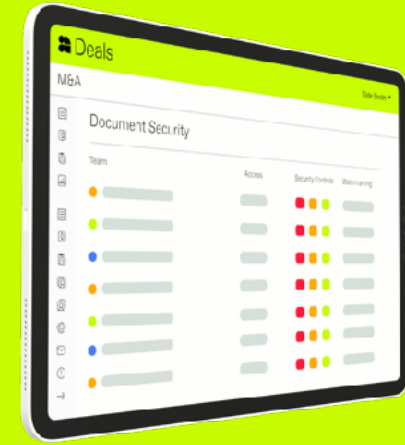 Deals
M&A
Document Security
Team
Access
Security Controls
Watermarking